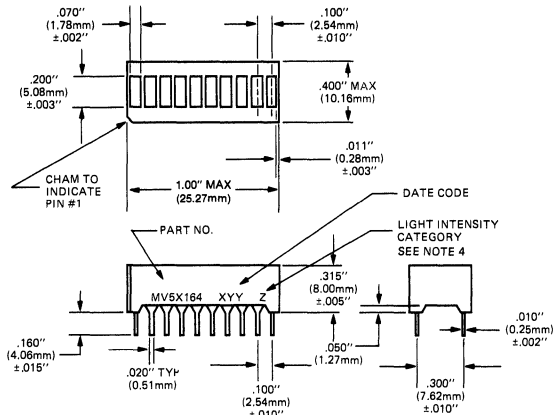 .070"
(1.78mm)
±.002"
.100"
(2.54mm)
±.010"
.200"
(5.08mm)
±.003"
.400" MAX
(10.16mm)
.011"
(0.28mm)
±.003"
CHAM TO
INDICATE
PIN #1
1.00" MAX
(25.27mm)
DATE CODE
PART NO.
LIGHT INTENSITY
CATEGORY
SEE NOTE 4
MV5X164 XYY Z
.315"
(8.00mm)
±.005"
.160"
(4.06mm)
±.015"
.020" TYP
(0.51mm)
.100"
(2.54mm)
±.010"
.050"
(1.27mm)
.010"
(0.25mm)
±.002"
.300"
(7.62mm)
±.010"